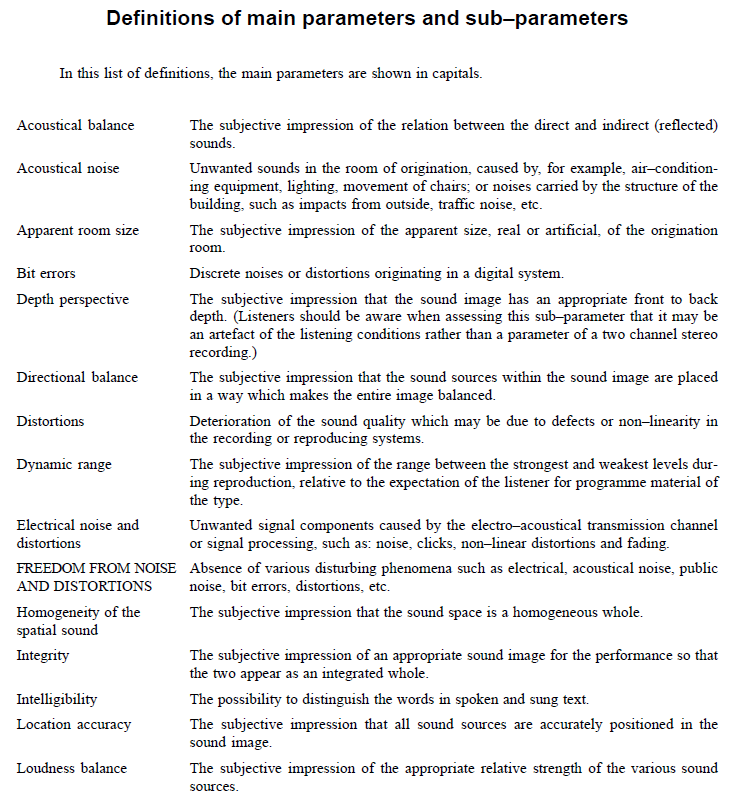 Definitions of main parameters and sub–parameters
In this list of definitions, the main parameters are shown in capitals.
Acoustical balance The subjective impression of the relation between the direct and indirect (reflected)
sounds.
Acoustical noise Unwanted sounds in the room of origination, caused by, for example, air–condition-
ing equipment, lighting, movement of chairs; or noises carried by the structure of the
building, such as impacts from outside, traffic noise, etc.
Apparent room size The subjective impression of the apparent size, real or artificial, of the origination
room.
Bit errors Discrete noises or distortions originating in a digital system.
Depth perspective The subjective impression that the sound image has an appropriate front to back
depth. (Listeners should be aware when assessing this sub–parameter that it may be
an artefact of the listening conditions rather than a parameter of a two channel stereo
recording.)
Directional balance The subjective impression that the sound sources within the sound image are placed
in a way which makes the entire image balanced.
Distortions Deterioration of the sound quality which may be due to defects or non–linearity in
the recording or reproducing systems.
Dynamic range The subjective impression of the range between the strongest and weakest levels dur-
ing reproduction, relative to the expectation of the listener for programme material of
the type.
Electrical noise and Unwanted signal components caused by the electro–acoustical transmission channel
distortions or signal processing, such as: noise, clicks, non–linear distortions and fading.
FREEDOM FROM NOISE Absence of various disturbing phenomena such as electrical, acoustical noise, public
AND DISTORTIONS noise, bit errors, distortions, etc.
Homogeneity of the The subjective impression that the sound space is a homogeneous whole.
spatial sound
Integrity The subjective impression of an appropriate sound image for the performance so that
the two appear as an integrated whole.
Intelligibility The possibility to distinguish the words in spoken and sung text.
Location accuracy The subjective impression that all sound sources are accurately positioned in the
sound image.
Loudness balance The subjective impression of the appropriate relative strength of the various sound
sources.